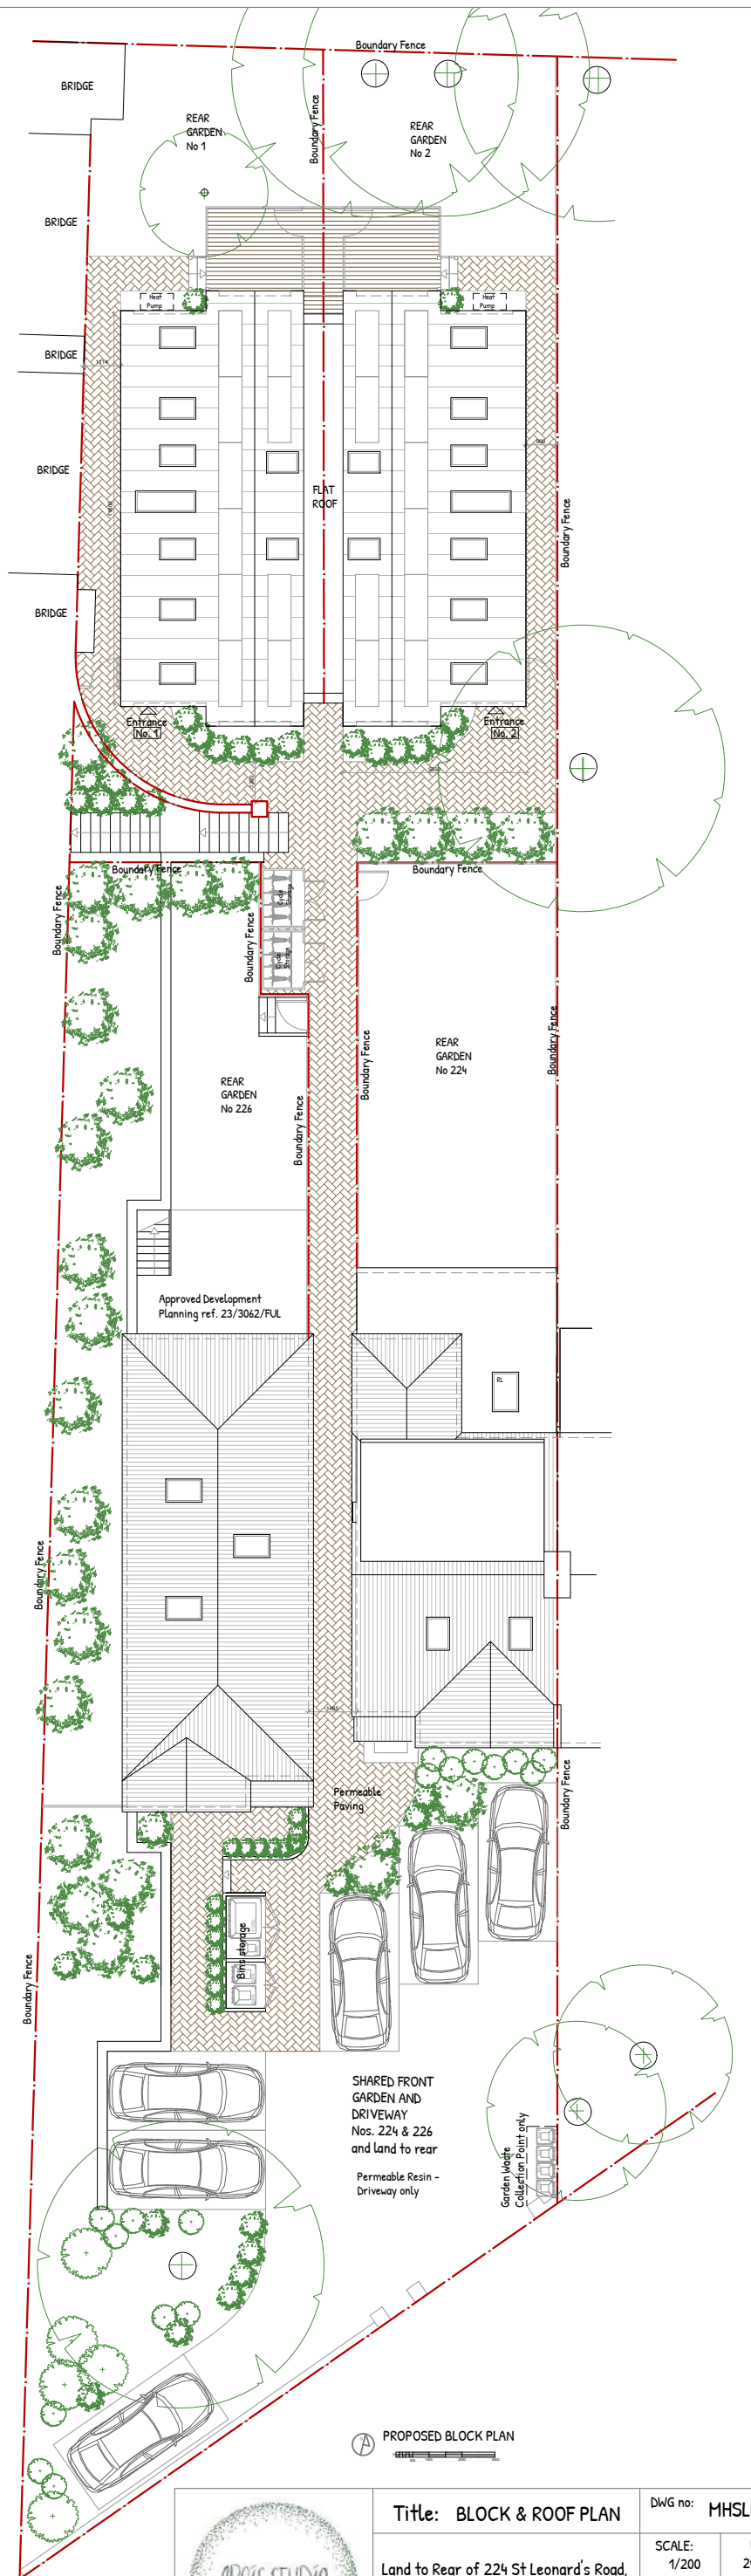 Boundary Fence
BRIDGE
REAR
GARDEN
No 1
Boundary Fence
REAR
GARDEN
No 2
BRIDGE
Heat
Pump
Heat
Pump
BRIDGE
BRIDGE
FLAT
ROOF
Boundary Fence
BRIDGE
Entrance
No. 1
Entrance
No. 2
Boundary Fence
Boundary Fence
Boundary Fence
Boundary Fence
Cycle
Storage
Cycle
Storage
Boundary Fence
Boundary Fence
REAR
GARDEN
No 224
REAR
GARDEN
No 226
Boundary Fence
Approved Development
Planning ref. 23/3062/FUL
RL
Boundary Fence
Permeable
Paving
Boundary Fence
Bins storage
Boundary Fence
SHARED FRONT
GARDEN AND
DRIVEWAY
Nos. 224 & 226
and land to rear
Permeable Resin -
Driveway only
Garden Waste
Collection Point only
PROPOSED BLOCK PLAN
Title: BLOCK & ROOF PLAN
DWG no: MHSL
SCALE:
1/200
Land to Rear of 224 St Leonard's Road,